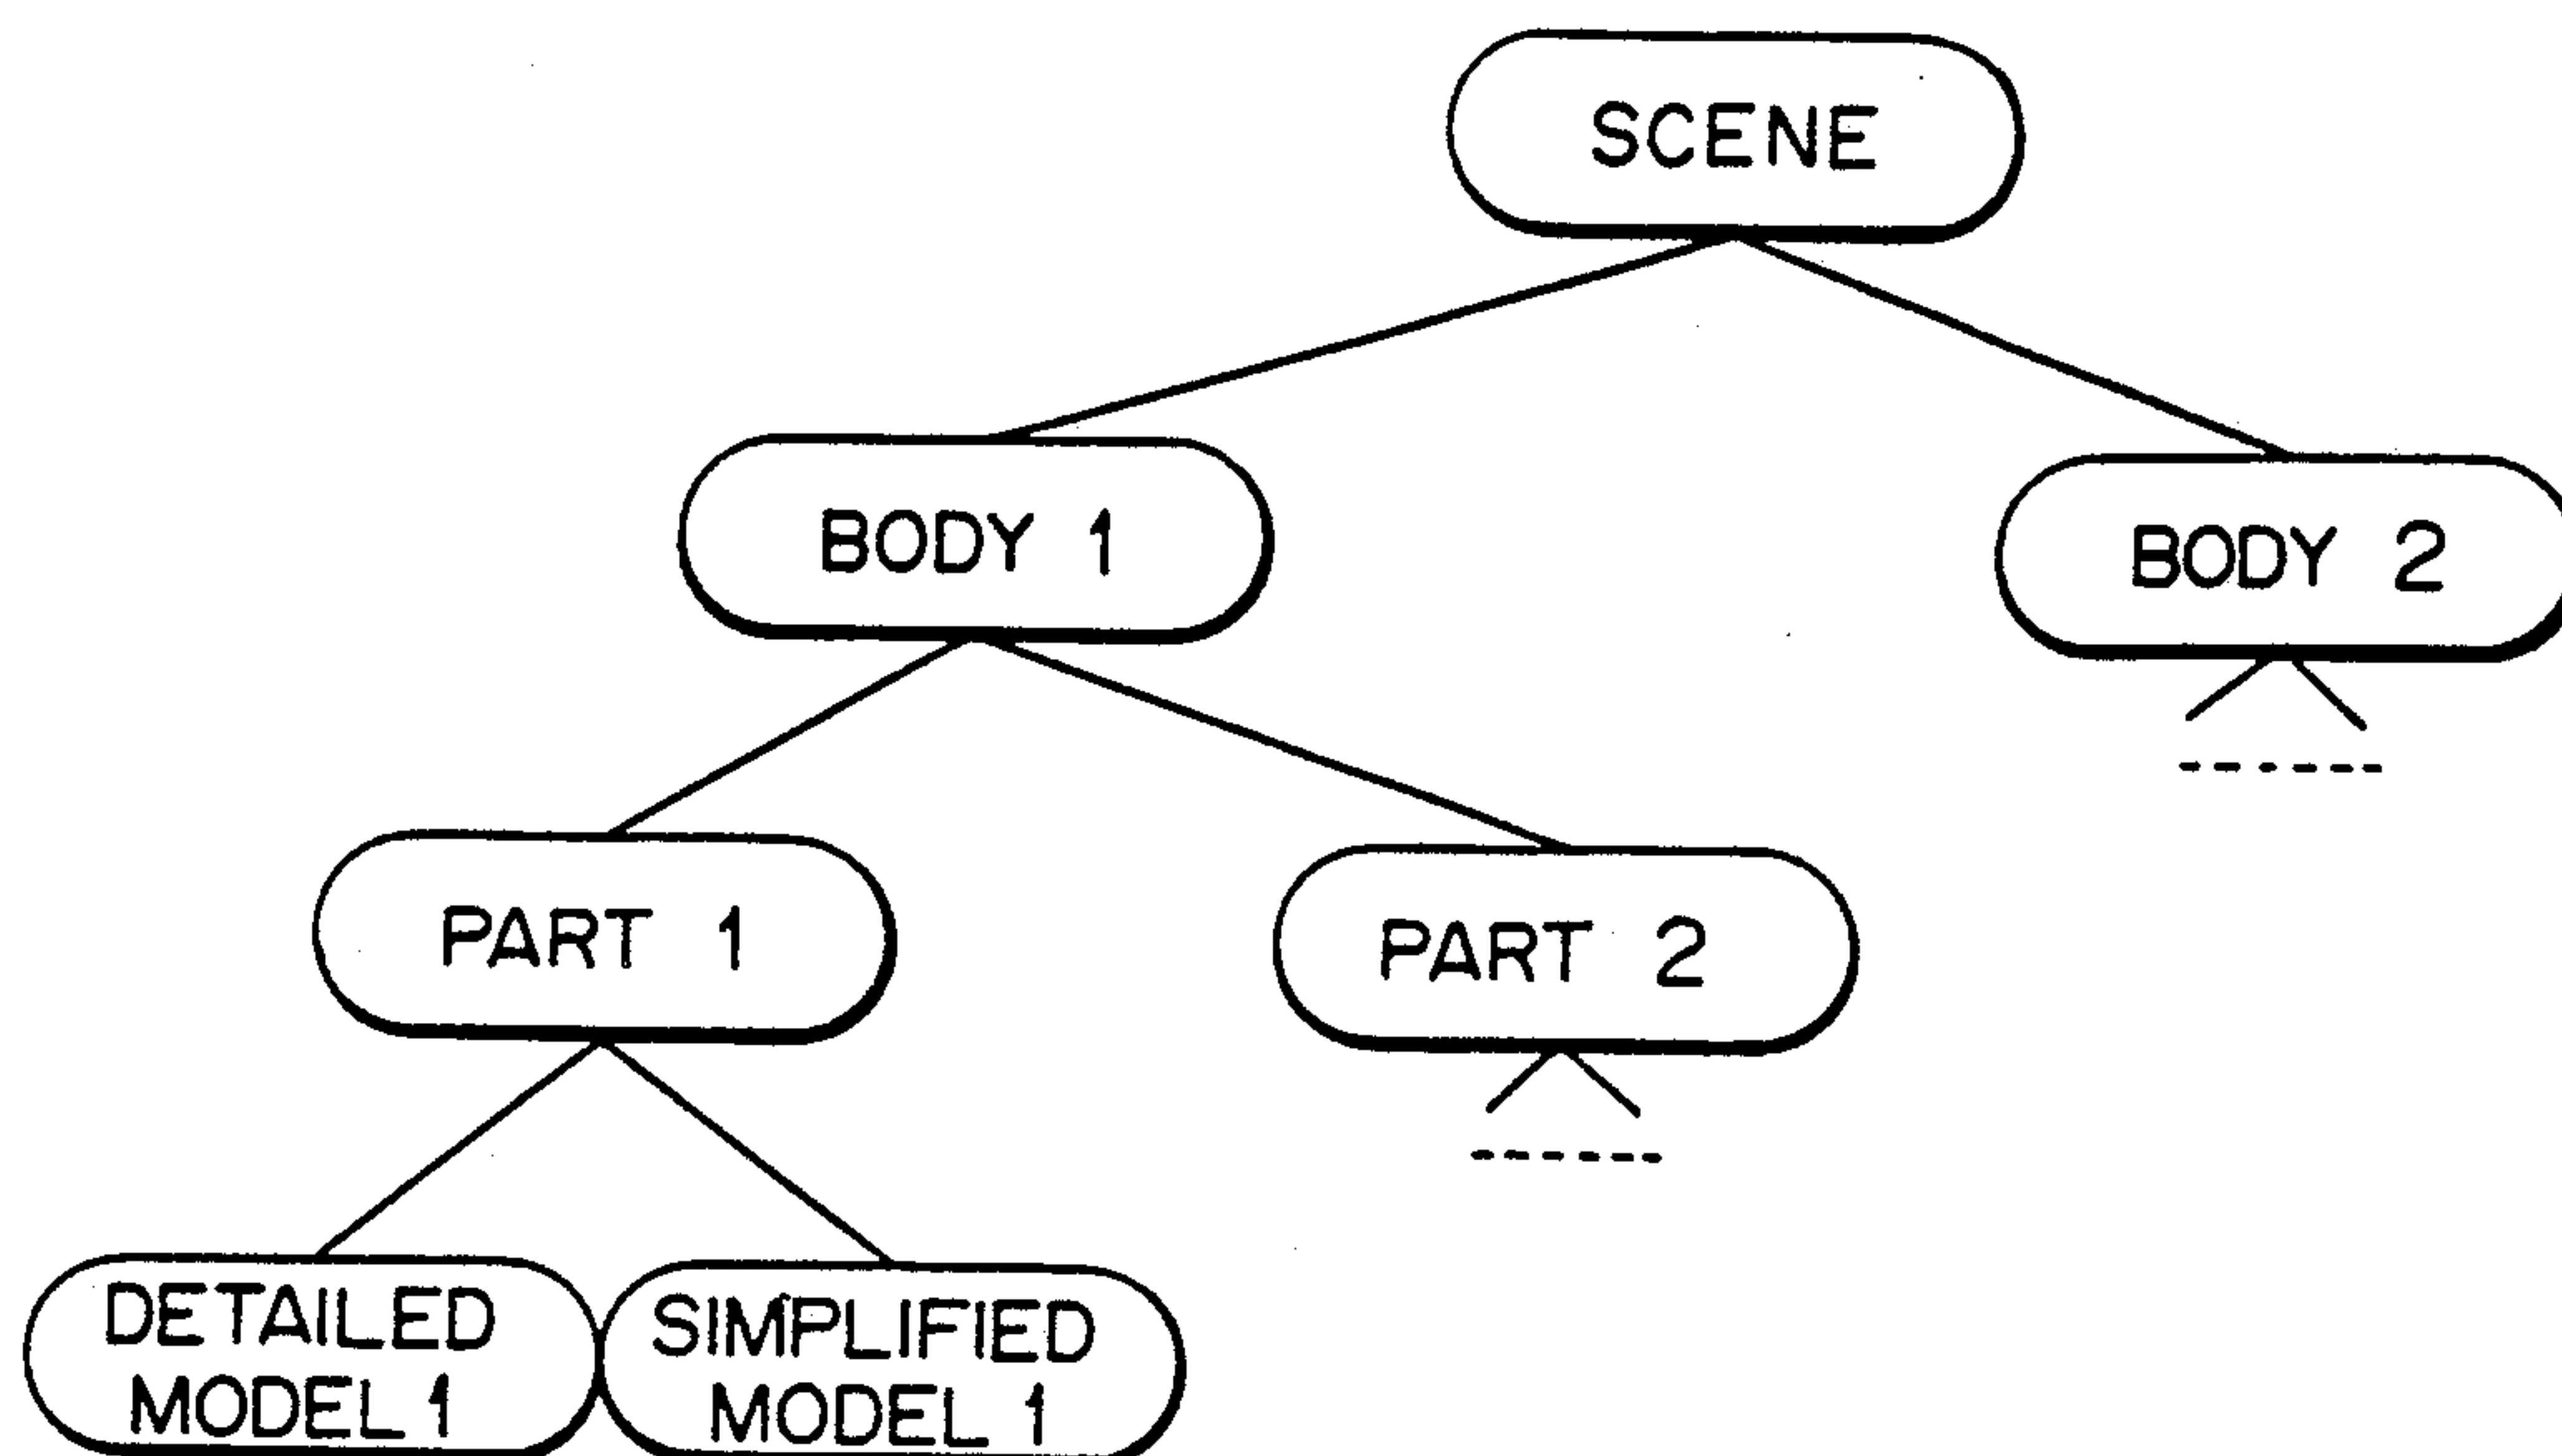 SCENE
BODY 1
BODY 2
PART 1
PART 2
DETAILED
MODEL 1
SIMPLIFIED
MODEL 1